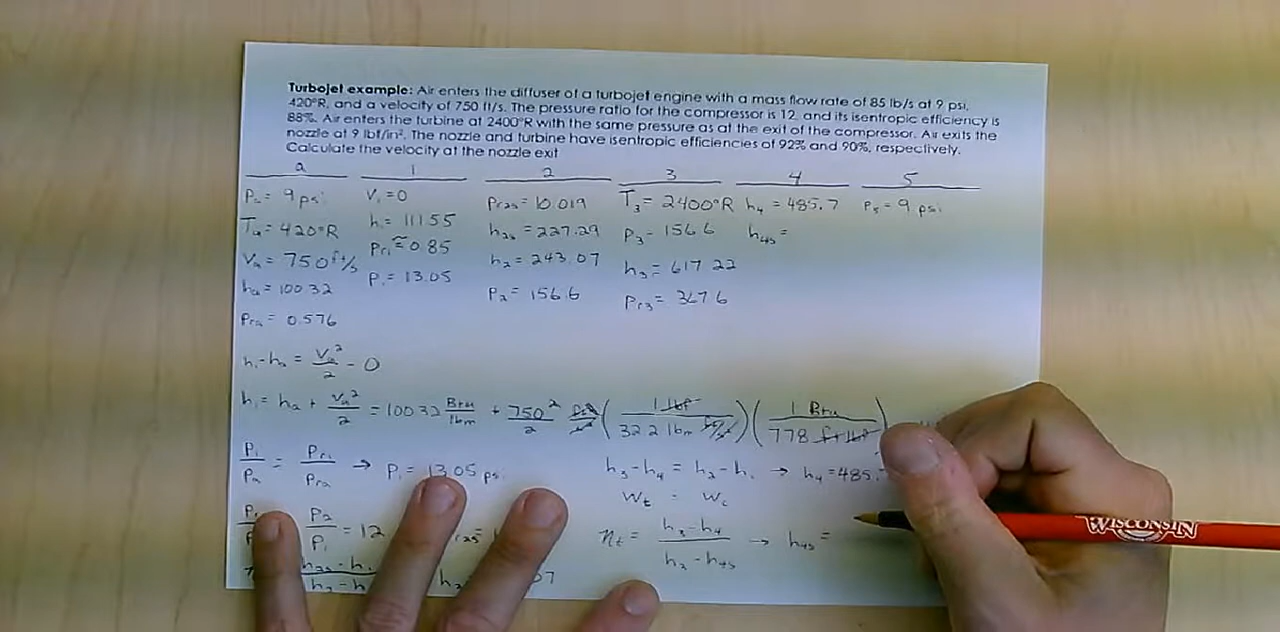 Turbojet example: Air enters the diffuser of a turbojet engine with a mass flow rate of 85 lb/s at 9 psi,
420°R, and a velocity of 750 ft/s. The pressure ratio for the compressor is 12, and its isentropic efficiency is
88%. Air enters the turbine at 2400°R with the same pressure as at the exit of the compressor. Air exits the
nozzle at 9 lbf/in². The nozzle and turbine have isentropic efficiencies of 92% and 90%, respectively.
Calculate the velocity at the nozzle exit
a 1 2 3 4 5
Pa = 9 psi V1 = 0 Pr2s = 10.019 T3 = 2400°R h4 = 485.7 P5 = 9 psi
Ta = 420°R h1 = 111.55 h2s = 227.29 P3 = 156.6 h4s =
Va = 750 ft/s Pr1 ≈ 0.85 h2 = 243.07 h3 = 617.22
ha = 100.32 P1 = 13.05 P2 = 156.6 Pr3 = 367.6
Pra = 0.576
h1 - ha = Va²/2 - 0
h1 = ha + Va²/2 = 100.32 Btu/lbm + 750²/2 (1 lbf / 32.2 lbm ft/s²)(1 Btu / 778 ft lbf)
P1/Pa = Pr1/Pra → P1 = 13.05 psi h3 - h4 = h2 - h1 → h4 = 485.
Wt = Wc
P2/P1 = 12 ηt = h3 - h4 / h3 - h4s → h4s =
h2s - h1
WISCONSIN